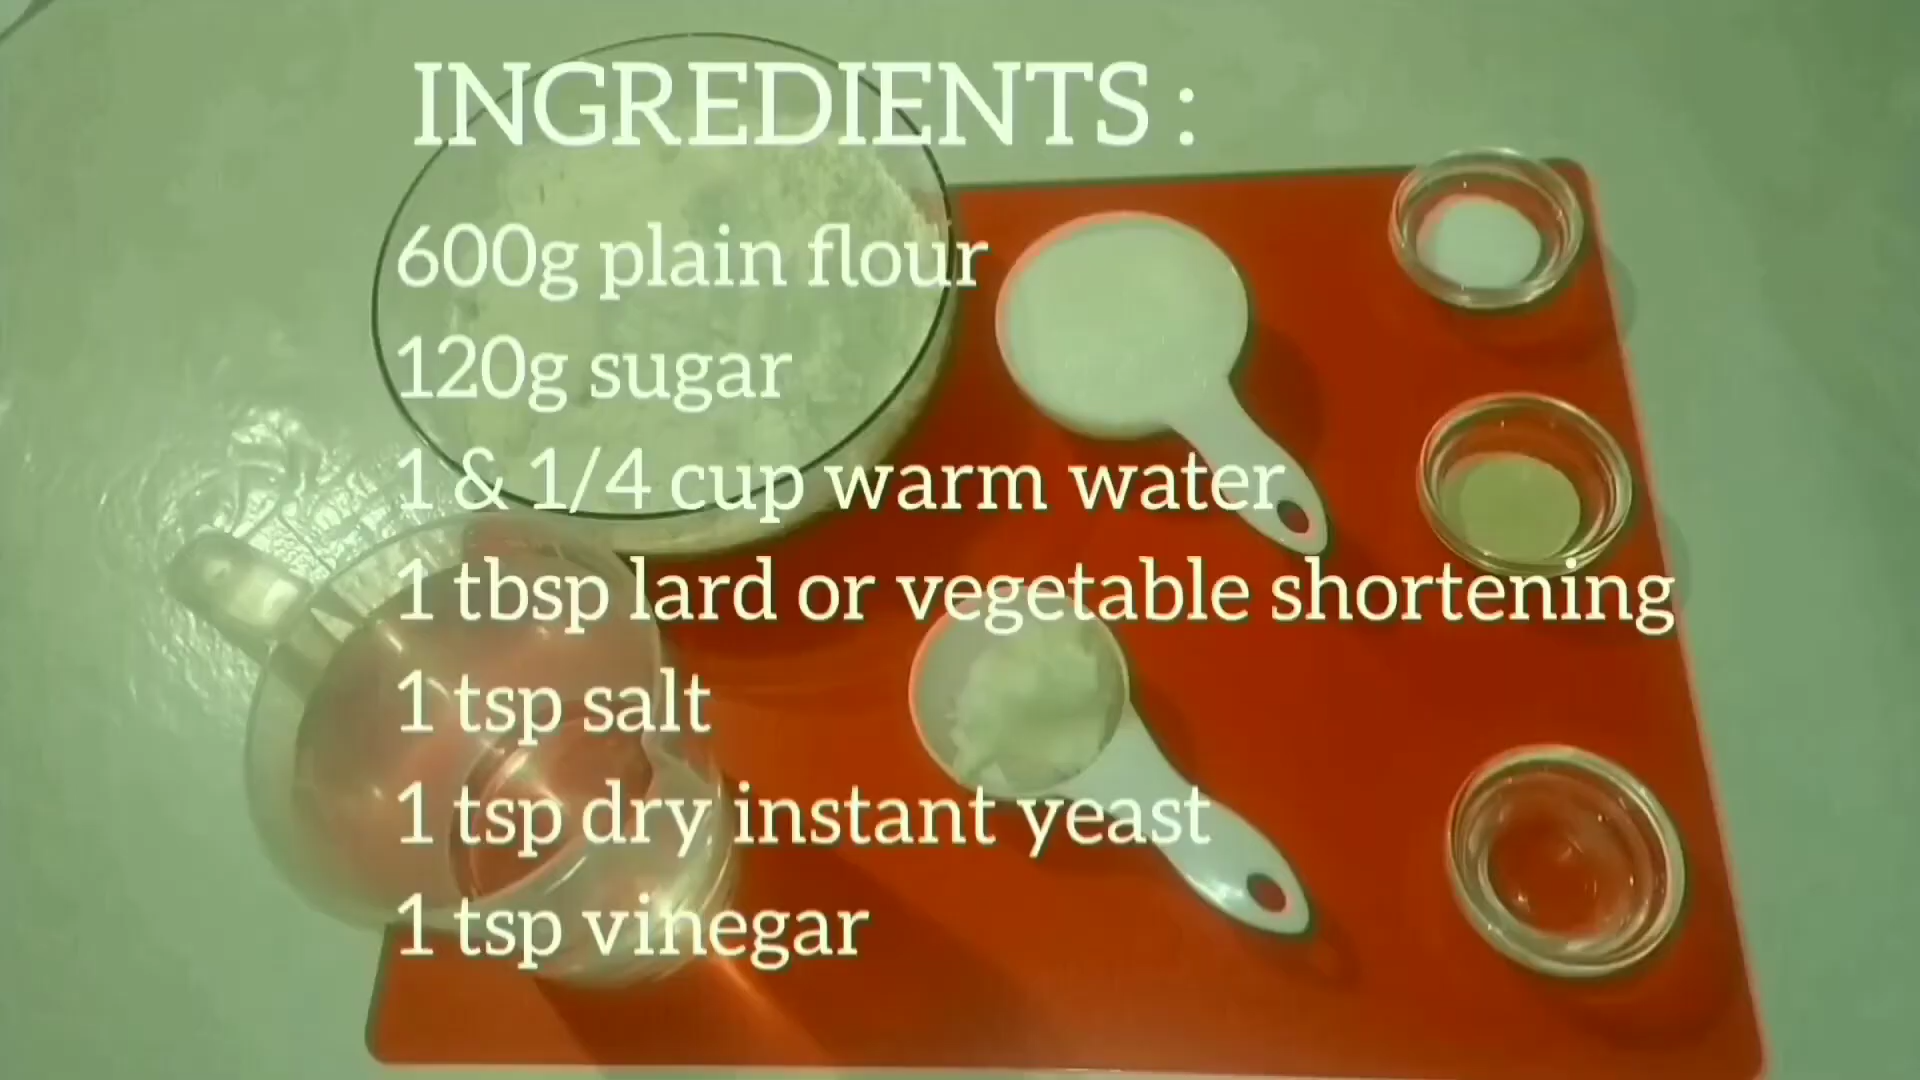 INGREDIENTS :
600g plain flour
120g sugar
1 & 1/4 cup warm water
1 tbsp lard or vegetable shortening
1 tsp salt
1 tsp dry instant yeast
1 tsp vinegar